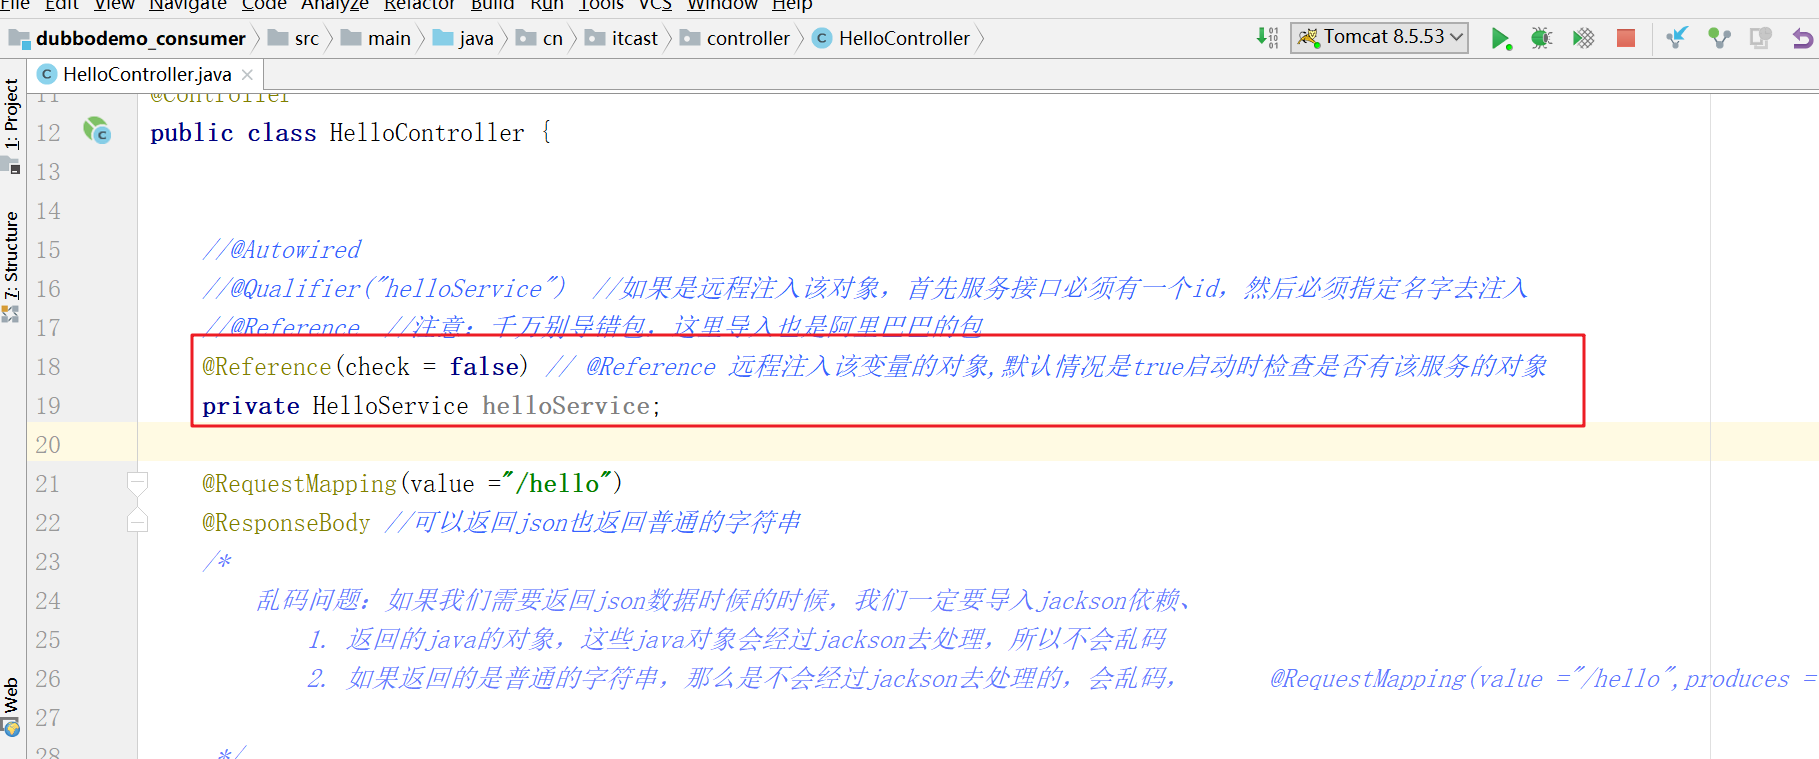 File Edit View Navigate Code Analyze Refactor Build Run Tools VCS Window Help
dubbodemo_consumer src main java cn itcast controller HelloController Tomcat 8.5.53
HelloController.java
1: Project
7: Structure
Web
11 @Controller
12 public class HelloController {
13
14
15 //@Autowired
16 //@Qualifier("helloService") //如果是远程注入该对象，首先服务接口必须有一个id，然后必须指定名字去注入
17 //@Reference //注意：千万别导错包，这里导入也是阿里巴巴的包
18 @Reference(check = false) // @Reference 远程注入该变量的对象,默认情况是true启动时检查是否有该服务的对象
19 private HelloService helloService;
20
21 @RequestMapping(value ="/hello")
22 @ResponseBody //可以返回json也返回普通的字符串
23 /*
24 乱码问题：如果我们需要返回json数据时候的时候，我们一定要导入jackson依赖、
25 1. 返回的java的对象，这些java对象会经过jackson去处理，所以不会乱码
26 2. 如果返回的是普通的字符串，那么是不会经过jackson去处理的，会乱码， @RequestMapping(value ="/hello",produces =
27
28 */